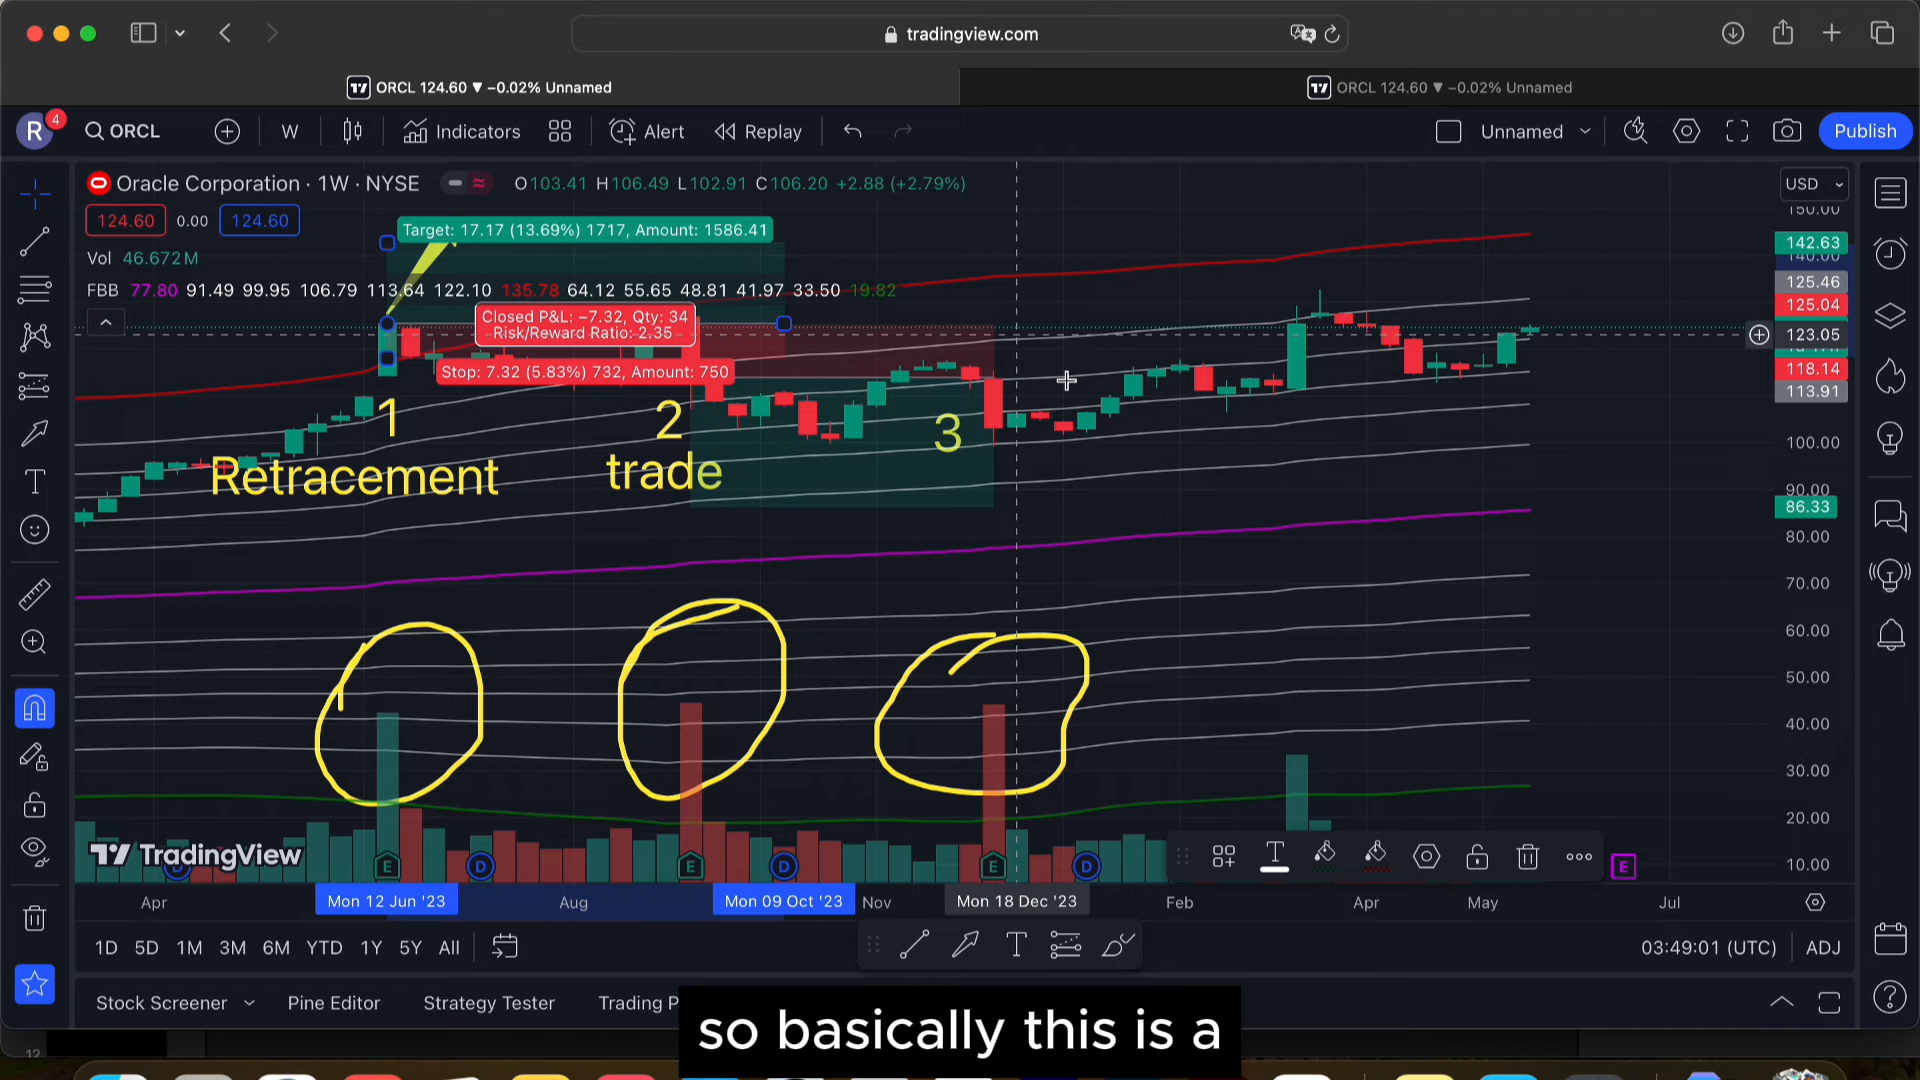 tradingview.com
ORCL 124.60 ▼ −0.02% Unnamed
ORCL 124.60 ▼ −0.02% Unnamed
R 4 ORCL W Indicators Alert Replay Unnamed Publish
Oracle Corporation · 1W · NYSE O103.41 H106.49 L102.91 C106.20 +2.88 (+2.79%)
USD
124.60 0.00 124.60
150.00
Target: 17.17 (13.69%) 1717, Amount: 1586.41
142.63
140.00
Vol 46.672M
FBB 77.80 91.49 99.95 106.79 113.64 122.10 135.78 64.12 55.65 48.81 41.97 33.50 19.82
125.46
125.04
Closed P&L: −7.32, Qty: 34
Risk/Reward Ratio: 2.35
123.05
Stop: 7.32 (5.83%) 732, Amount: 750
118.14
113.91
1 2 3
Retracement trade
100.00
90.00
86.33
80.00
70.00
60.00
50.00
40.00
30.00
20.00
10.00
TradingView
D E D E D E D E
Apr Mon 12 Jun '23 Aug Mon 09 Oct '23 Nov Mon 18 Dec '23 Feb Apr May Jul
1D 5D 1M 3M 6M YTD 1Y 5Y All 03:49:01 (UTC) ADJ
Stock Screener Pine Editor Strategy Tester Trading P
so basically this is a
12